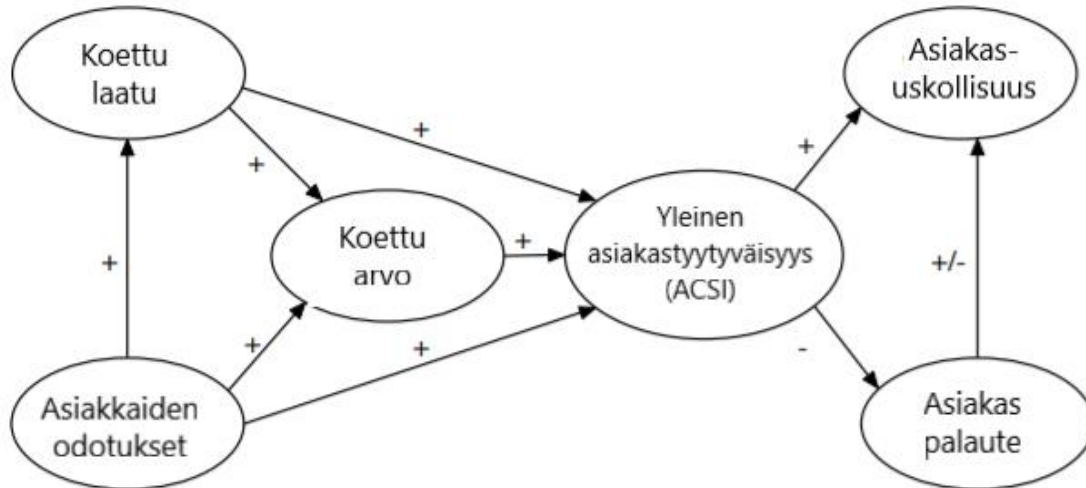 Koettu
laatu
Asiakas-
uskollisuus
+
+
+
Koettu
arvo
+
Yleinen
asiakastyytyväisyys
(ACSI)
+
+/-
+
+
-
Asiakkaiden
odotukset
Asiakas
palaute